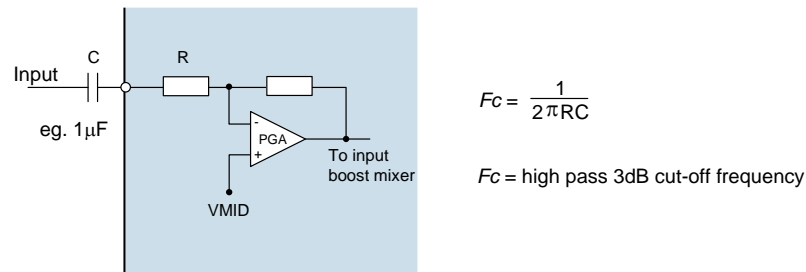 C
R
Input
eg. 1μF
-
PGA
+
To input
boost mixer
VMID
Fc = 1
2πRC
Fc = high pass 3dB cut-off frequency